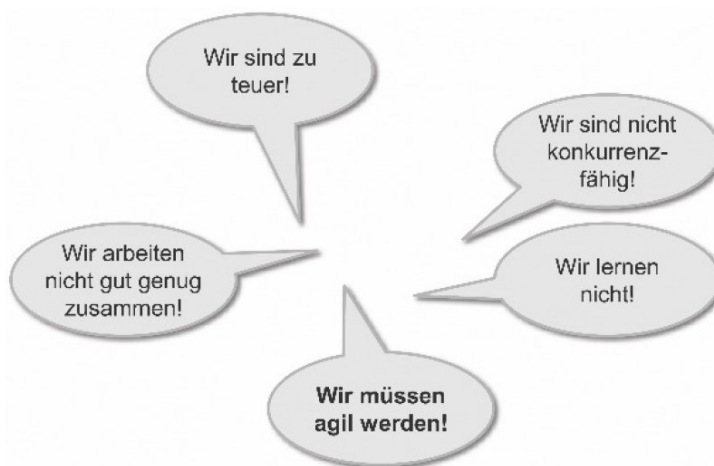 Wir sind zu
teuer!
Wir sind nicht
konkurrenz-
fähig!
Wir arbeiten
nicht gut genug
zusammen!
Wir lernen
nicht!
Wir müssen
agil werden!